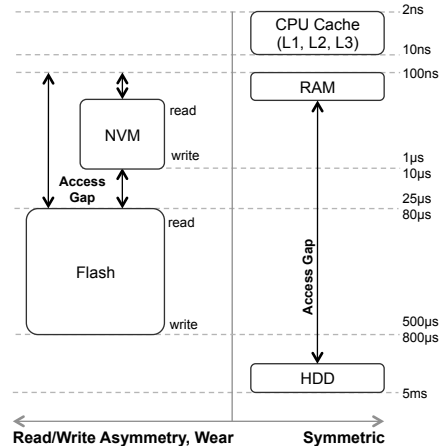 2ns
CPU Cache
(L1, L2, L3)
10ns
100ns
RAM
read
NVM
write
1µs
10µs
Access
Gap
25µs
80µs
read
Flash
Access Gap
write
500µs
800µs
HDD
5ms
Read/Write Asymmetry, Wear
Symmetric